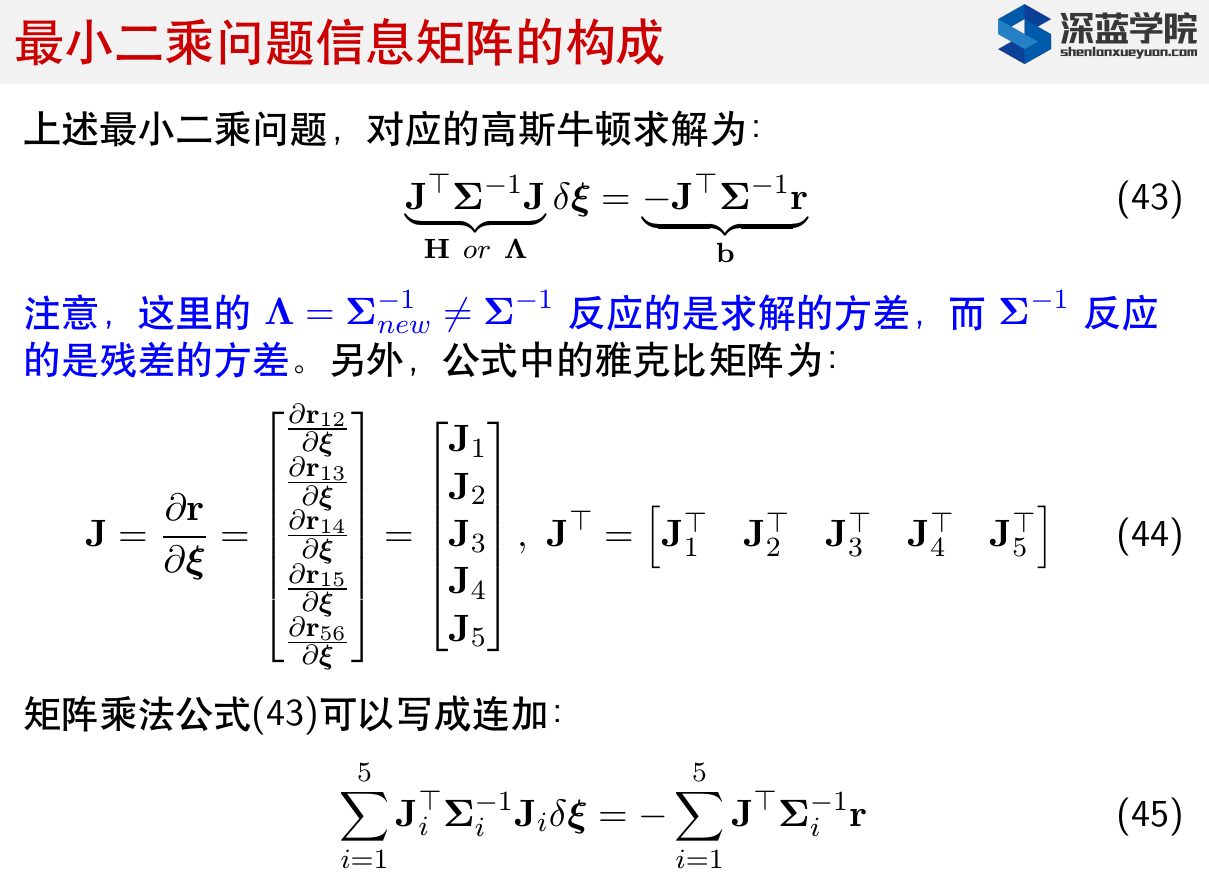 最小二乘问题信息矩阵的构成
深蓝学院
shenlanxueyuan.com
上述最小二乘问题，对应的高斯牛顿求解为：
$\underbrace{\mathbf{J}^\top \boldsymbol{\Sigma}^{-1} \mathbf{J}}_{\mathbf{H}\ or\ \boldsymbol{\Lambda}} \delta\boldsymbol{\xi} = \underbrace{-\mathbf{J}^\top \boldsymbol{\Sigma}^{-1} \mathbf{r}}_{\mathbf{b}}$ (43)
注意，这里的 $\boldsymbol{\Lambda} = \boldsymbol{\Sigma}_{new}^{-1} \neq \boldsymbol{\Sigma}^{-1}$ 反应的是求解的方差，而 $\boldsymbol{\Sigma}^{-1}$ 反应
的是残差的方差。另外，公式中的雅克比矩阵为：
$\mathbf{J} = \frac{\partial \mathbf{r}}{\partial \boldsymbol{\xi}} = \begin{bmatrix} \frac{\partial \mathbf{r}_{12}}{\partial \boldsymbol{\xi}} \\ \frac{\partial \mathbf{r}_{13}}{\partial \boldsymbol{\xi}} \\ \frac{\partial \mathbf{r}_{14}}{\partial \boldsymbol{\xi}} \\ \frac{\partial \mathbf{r}_{15}}{\partial \boldsymbol{\xi}} \\ \frac{\partial \mathbf{r}_{56}}{\partial \boldsymbol{\xi}} \end{bmatrix} = \begin{bmatrix} \mathbf{J}_1 \\ \mathbf{J}_2 \\ \mathbf{J}_3 \\ \mathbf{J}_4 \\ \mathbf{J}_5 \end{bmatrix}, \mathbf{J}^\top = \begin{bmatrix} \mathbf{J}_1^\top & \mathbf{J}_2^\top & \mathbf{J}_3^\top & \mathbf{J}_4^\top & \mathbf{J}_5^\top \end{bmatrix}$ (44)
矩阵乘法公式(43)可以写成连加：
$\sum_{i=1}^{5} \mathbf{J}_i^\top \boldsymbol{\Sigma}_i^{-1} \mathbf{J}_i \delta\boldsymbol{\xi} = -\sum_{i=1}^{5} \mathbf{J}^\top \boldsymbol{\Sigma}_i^{-1} \mathbf{r}$ (45)